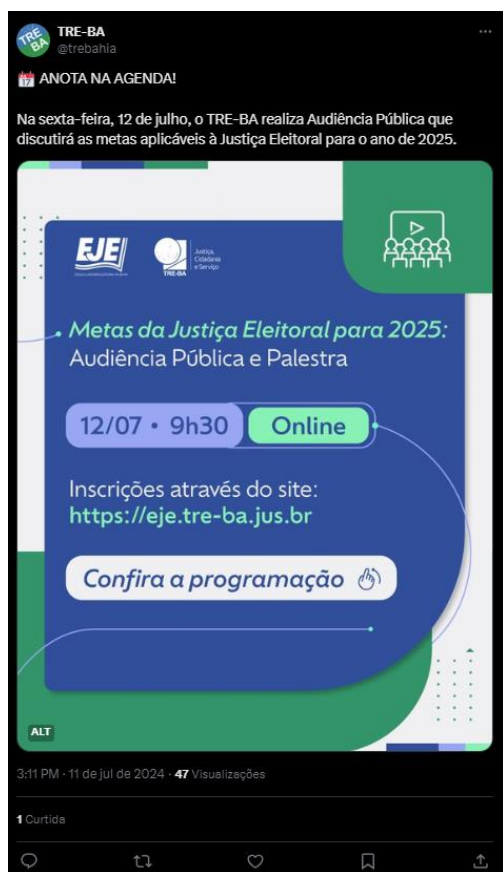 TRE-BA
@trebahia
📅 ANOTA NA AGENDA!
Na sexta-feira, 12 de julho, o TRE-BA realiza Audiência Pública que
discutirá as metas aplicáveis à Justiça Eleitoral para o ano de 2025.
EJE
TRE-BA
Justiça,
Cidadania
e Serviço
Metas da Justiça Eleitoral para 2025:
Audiência Pública e Palestra
12/07 • 9h30 Online
Inscrições através do site:
https://eje.tre-ba.jus.br
Confira a programação
ALT
3:11 PM · 11 de jul de 2024 · 47 Visualizações
1 Curtida